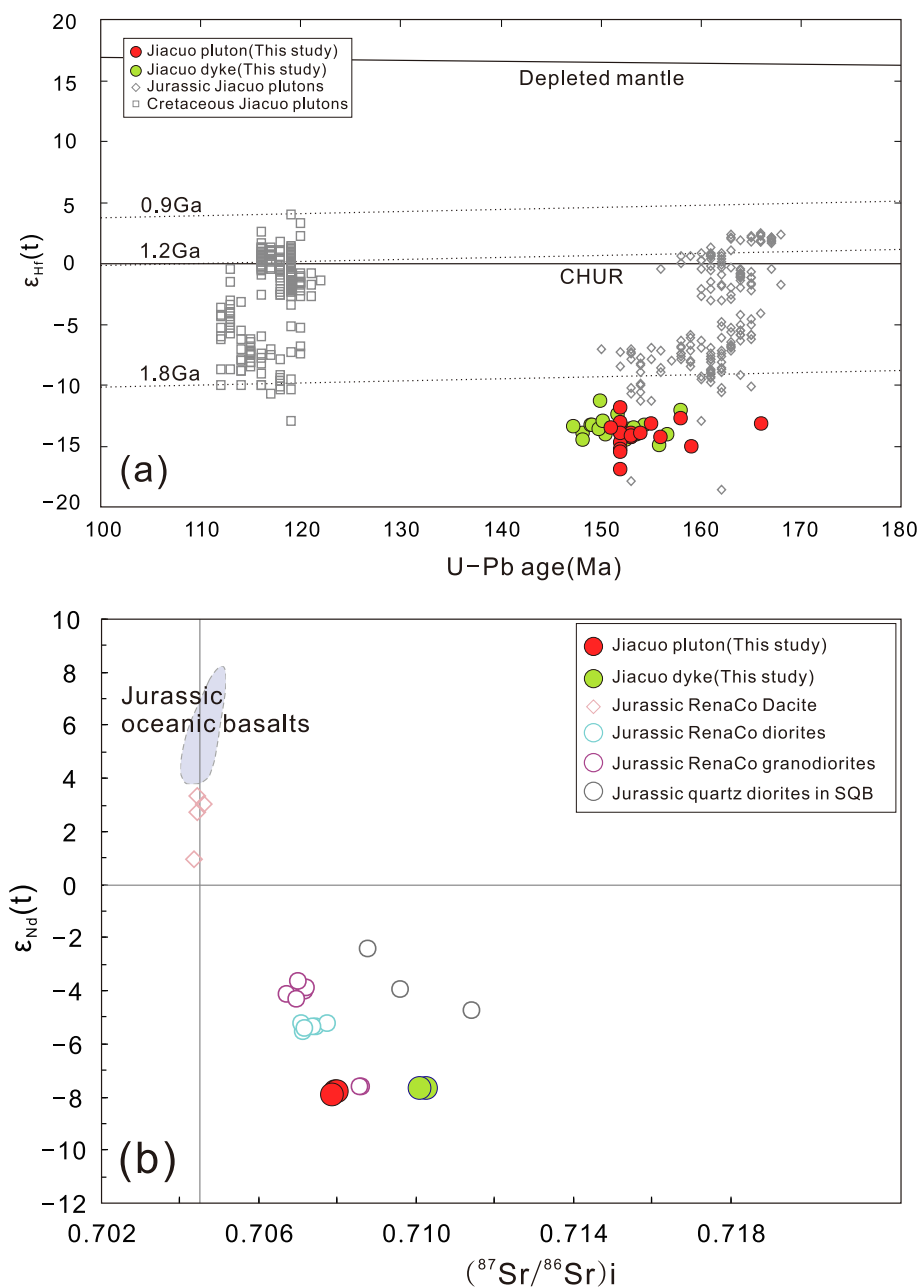 20
15
10
5
0
−5
−10
−15
−20
εHf(t)
Jiacuo pluton(This study)
Jiacuo dyke(This study)
Jurassic Jiacuo plutons
Cretaceous Jiacuo plutons
Depleted mantle
0.9Ga
1.2Ga
CHUR
1.8Ga
(a)
100 110 120 130 140 150 160 170 180
U−Pb age(Ma)
10
8
6
4
2
0
−2
−4
−6
−8
−10
−12
εNd(t)
Jiacuo pluton(This study)
Jiacuo dyke(This study)
Jurassic RenaCo Dacite
Jurassic RenaCo diorites
Jurassic RenaCo granodiorites
Jurassic quartz diorites in SQB
Jurassic
oceanic basalts
(b)
0.702 0.706 0.710 0.714 0.718
(87Sr/86Sr)i